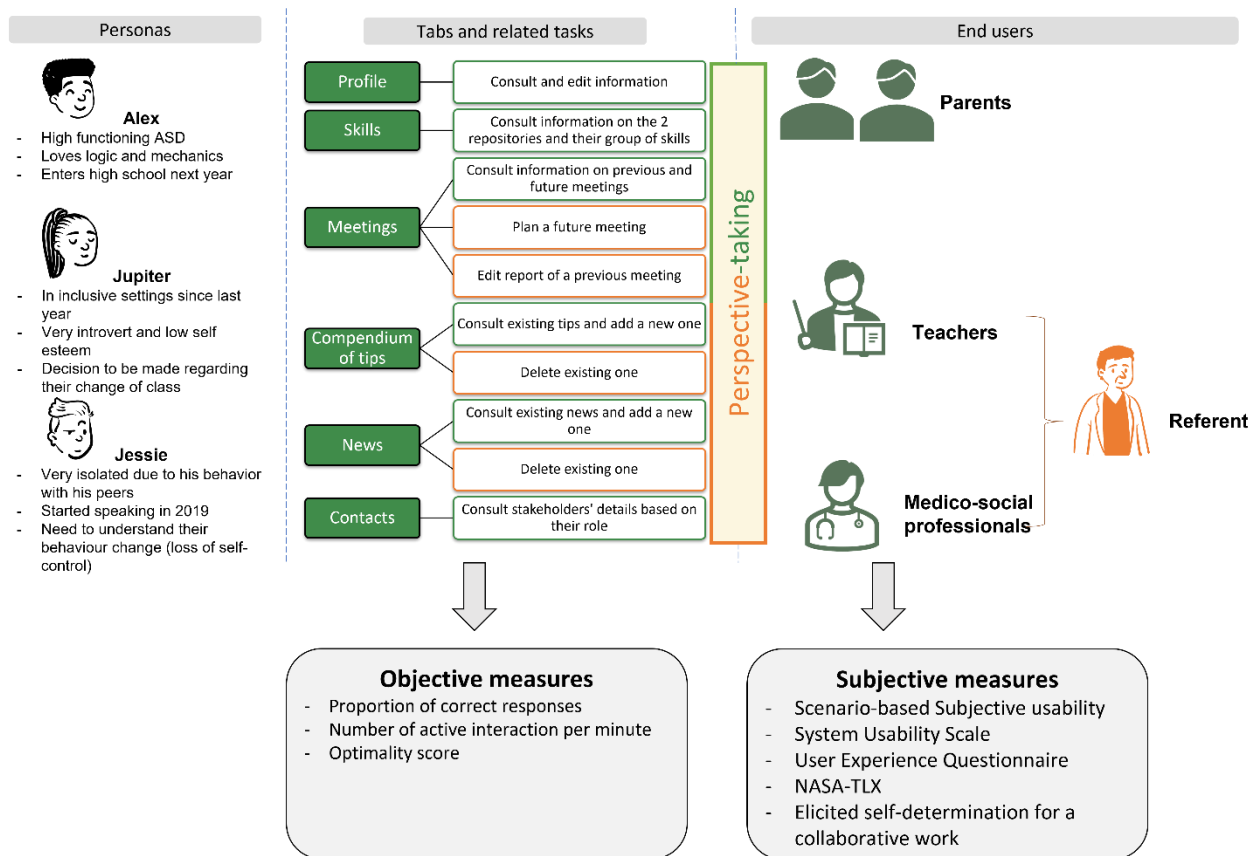 Personas
Alex
- High functioning ASD
- Loves logic and mechanics
- Enters high school next year
Jupiter
- In inclusive settings since last
year
- Very introvert and low self
esteem
- Decision to be made regarding
their change of class
Jessie
- Very isolated due to his behavior
with his peers
- Started speaking in 2019
- Need to understand their
behaviour change (loss of self-
control)
Tabs and related tasks
Profile
Consult and edit information
Skills
Consult information on the 2
repositories and their group of skills
Meetings
Consult information on previous and
future meetings
Plan a future meeting
Edit report of a previous meeting
Compendium
of tips
Consult existing tips and add a new one
Delete existing one
News
Consult existing news and add a new
one
Delete existing one
Contacts
Consult stakeholders' details based on
their role
Perspective-taking
End users
Parents
Teachers
Referent
Medico-social
professionals
Objective measures
- Proportion of correct responses
- Number of active interaction per minute
- Optimality score
Subjective measures
- Scenario-based Subjective usability
- System Usability Scale
- User Experience Questionnaire
- NASA-TLX
- Elicited self-determination for a
collaborative work